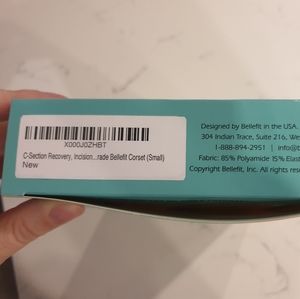 X000J0ZHBT
C-Section Recovery, Incision...rade Bellefit Corset (Small)
New
Designed by Bellefit in the USA.
304 Indian Trace, Suite 216, We
1-888-894-2951 | info@b
Fabric: 85% Polyamide 15% Elast
Copyright Bellefit, Inc. All rights res